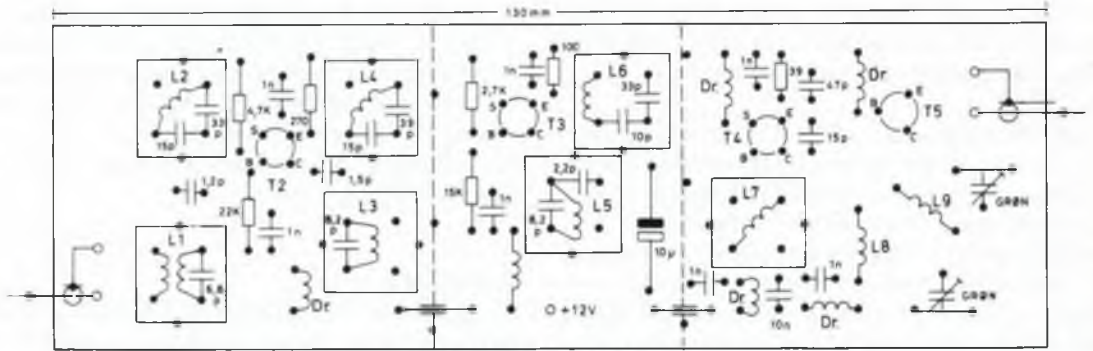 130mm
L2
33
p
15p
4,7K
1n
270
L4
39
p
15p
S
E
B
C
T2
1,2p
1,5p
22K
1n
L1
6,8
p
Dr.
L3
8,2
p
100
1n
2,7K
S
E
B
C
T3
L6
33p
10p
15K
1n
2,2p
8,2
p
L5
10µ
+12V
Dr.
1n
39
47p
15p
T4
S
E
B
C
Dr.
B
E
C
T5
L7
L8
L9
GRØN
1n
Dr.
10n
1n
Dr.
GRØN